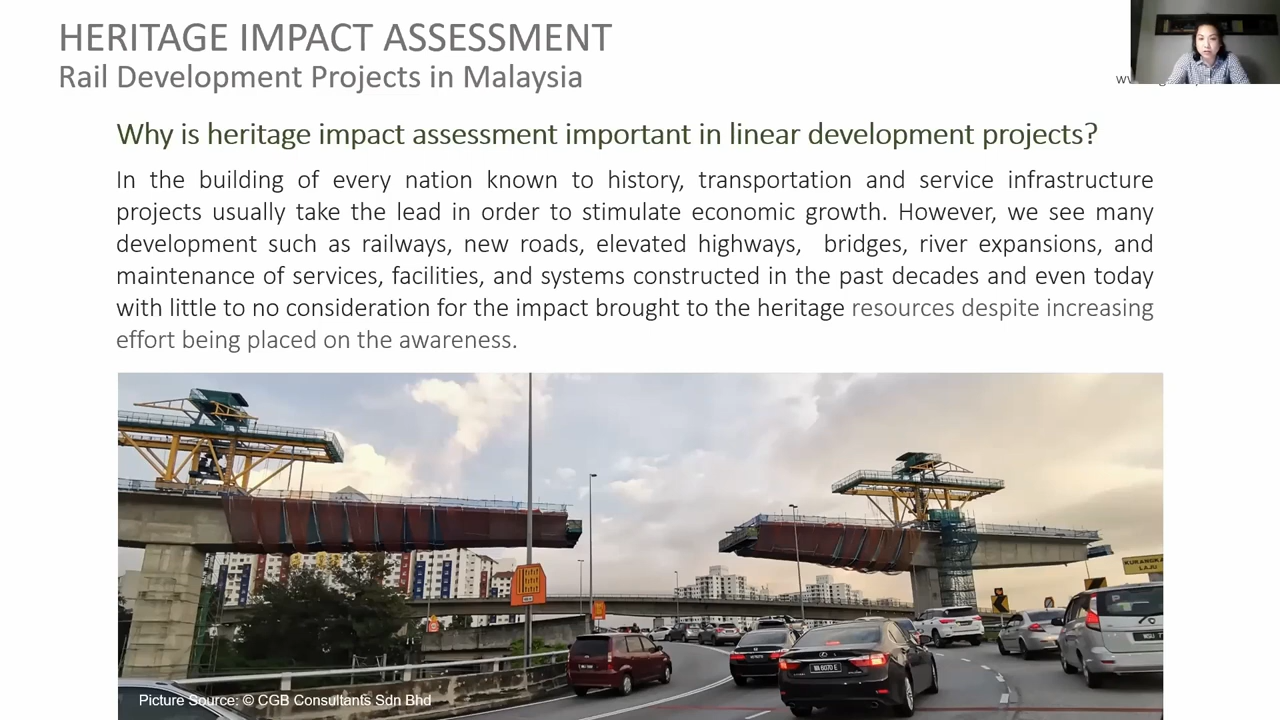 HERITAGE IMPACT ASSESSMENT
Rail Development Projects in Malaysia
Why is heritage impact assessment important in linear development projects?
In the building of every nation known to history, transportation and service infrastructure
projects usually take the lead in order to stimulate economic growth. However, we see many
development such as railways, new roads, elevated highways, bridges, river expansions, and
maintenance of services, facilities, and systems constructed in the past decades and even today
with little to no consideration for the impact brought to the heritage resources despite increasing
effort being placed on the awareness.
KURANGKAN
LAJU
Picture Source: © CGB Consultants Sdn Bhd